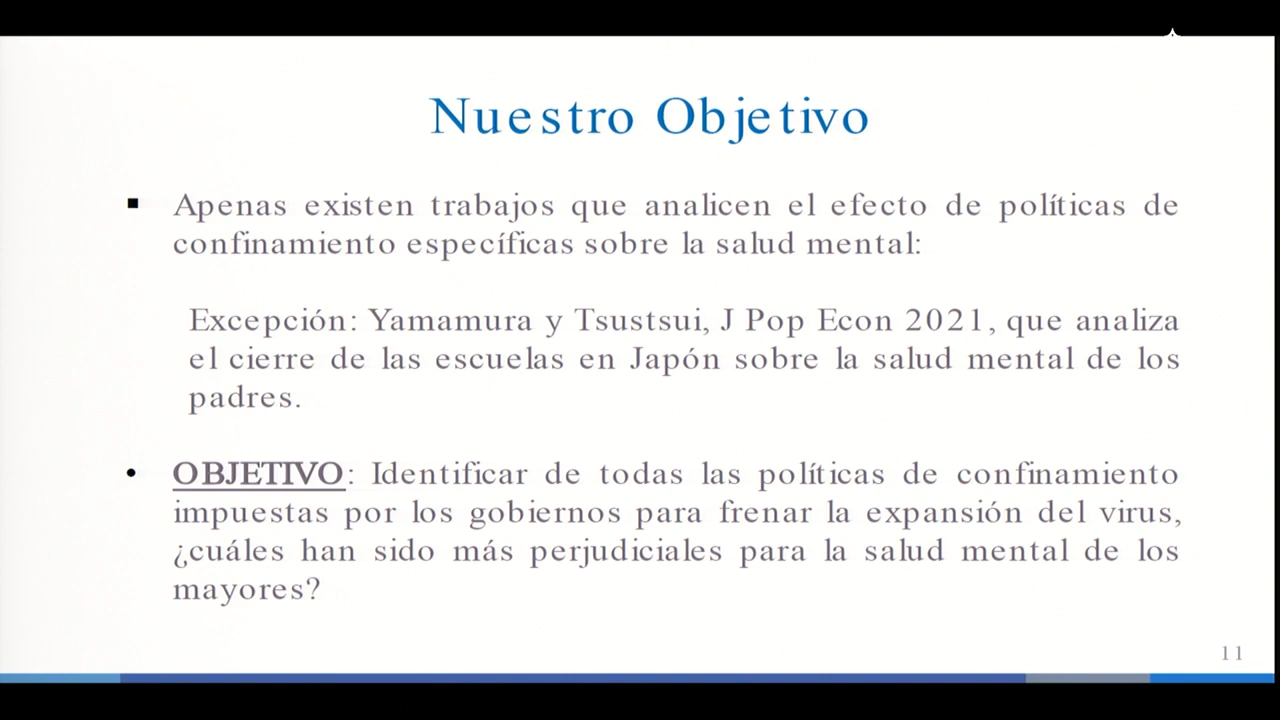 Nuestro Objetivo
▪ Apenas existen trabajos que analicen el efecto de políticas de
confinamiento específicas sobre la salud mental:
Excepción: Yamamura y Tsustsui, J Pop Econ 2021, que analiza
el cierre de las escuelas en Japón sobre la salud mental de los
padres.
• OBJETIVO: Identificar de todas las políticas de confinamiento
impuestas por los gobiernos para frenar la expansión del virus,
¿cuáles han sido más perjudiciales para la salud mental de los
mayores?
11